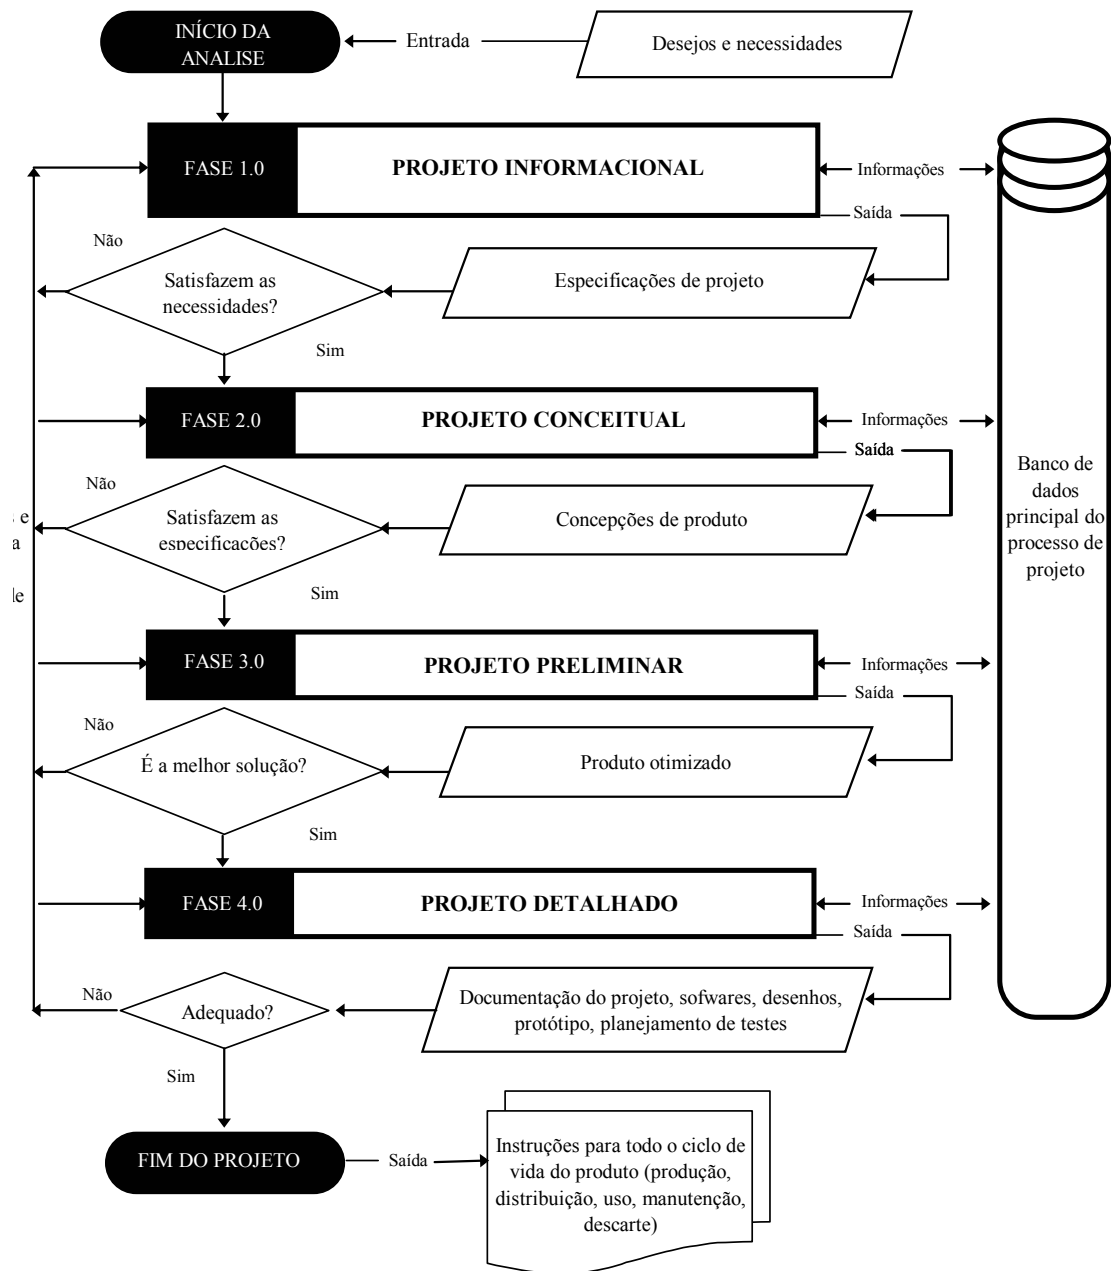 INÍCIO DA
ANALISE
Entrada
Desejos e necessidades
FASE 1.0
PROJETO INFORMACIONAL
Informações
Saída
Não
Satisfazem as
necessidades?
Especificações de projeto
Sim
FASE 2.0
PROJETO CONCEITUAL
Informações
Saída
Banco de
dados
principal do
processo de
projeto
Não
Satisfazem as
especificações?
Concepções de produto
e
a
de
Sim
FASE 3.0
PROJETO PRELIMINAR
Informações
Saída
Não
É a melhor solução?
Produto otimizado
Sim
FASE 4.0
PROJETO DETALHADO
Informações
Saída
Não
Adequado?
Documentação do projeto, sofwares, desenhos,
protótipo, planejamento de testes
Sim
FIM DO PROJETO
Saída
Instruções para todo o ciclo de
vida do produto (produção,
distribuição, uso, manutenção,
descarte)